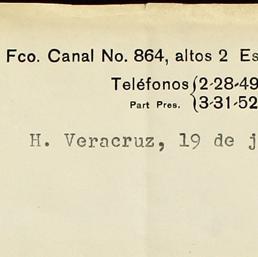 Fco. Canal No. 864, altos 2 Es
Teléfonos { 2-28-49
Part Pres. { 3-31-52
H. Veracruz, 19 de j